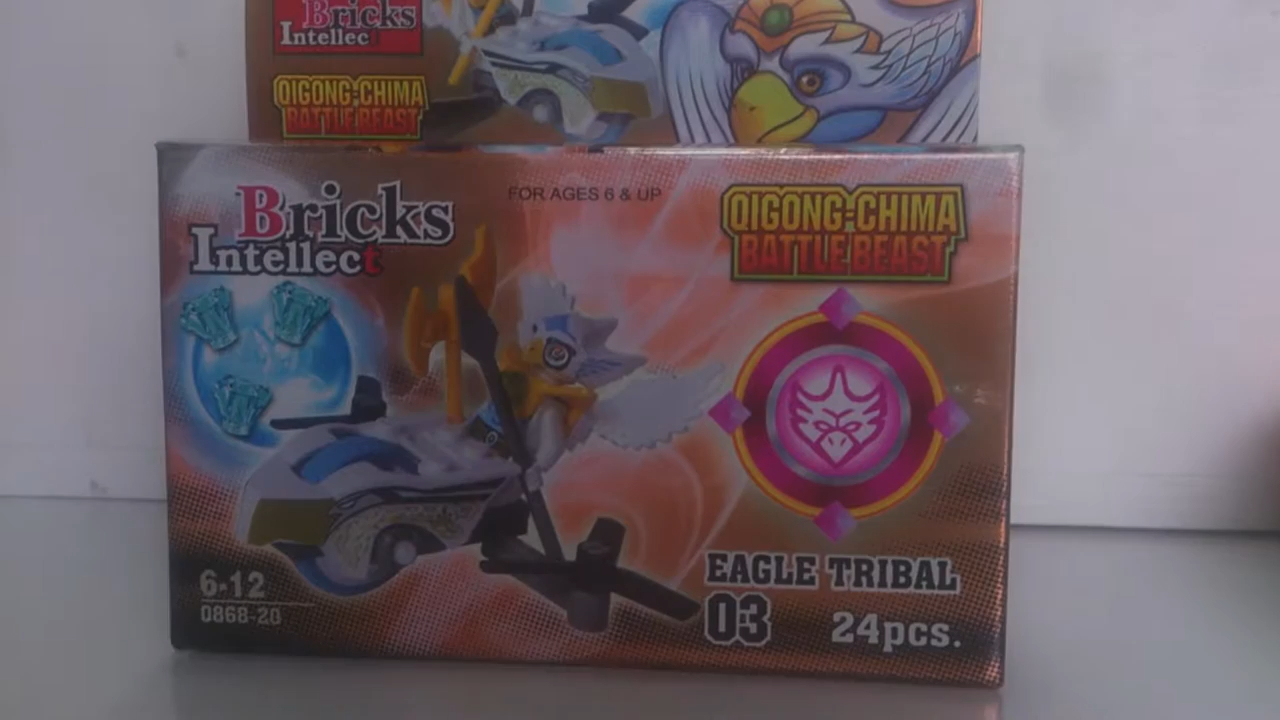 Bricks
Intellec
QIGONG-CHIMA
BATTLE BEAST
Bricks
Intellect
FOR AGES 6 & UP
QIGONG-CHIMA
BATTLE BEAST
6-12
0868-20
EAGLE TRIBAL
03
24pcs.